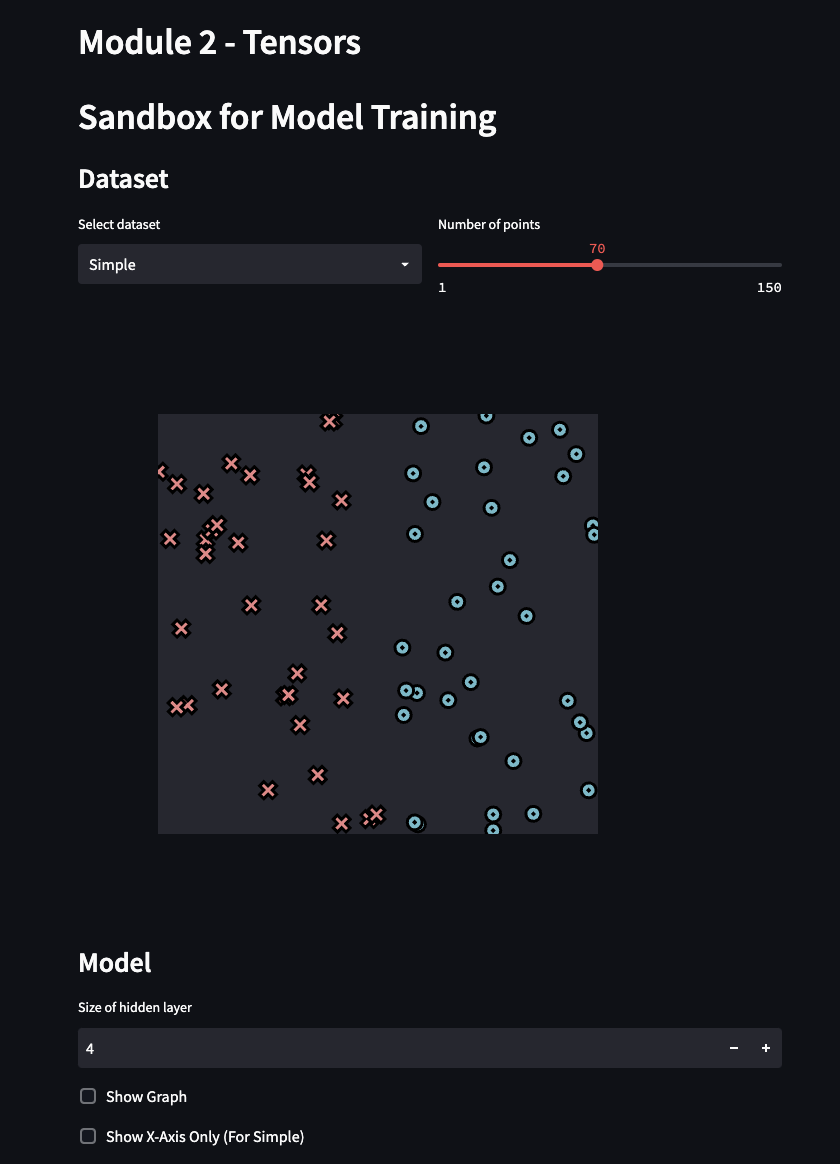 Module 2 - Tensors
Sandbox for Model Training
Dataset
Select dataset
Number of points
Simple
70
1
150
Model
Size of hidden layer
4
Show Graph
Show X-Axis Only (For Simple)